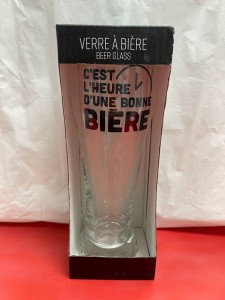 VERRE À BIÈRE
BEER GLASS
C'EST
L'HEURE
D'UNE BONNE
BIÈRE